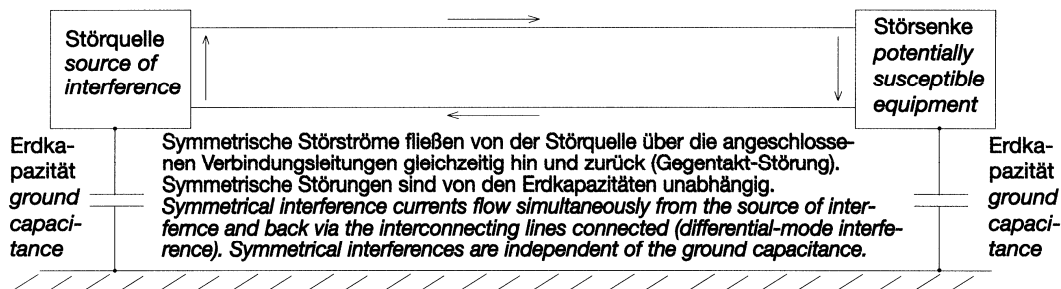 Störquelle
source of
interference
Störsenke
potentially
susceptible
equipment
Erdka-
pazität
ground
capaci-
tance
Symmetrische Störströme fließen von der Störquelle über die angeschlosse-
nen Verbindungsleitungen gleichzeitig hin und zurück (Gegentakt-Störung).
Symmetrische Störungen sind von den Erdkapazitäten unabhängig.
Symmetrical interference currents flow simultaneously from the source of inter-
fernce and back via the interconnecting lines connected (differential-mode interfe-
rence). Symmetrical interferences are independent of the ground capacitance.
Erdka-
pazität
ground
capaci-
tance